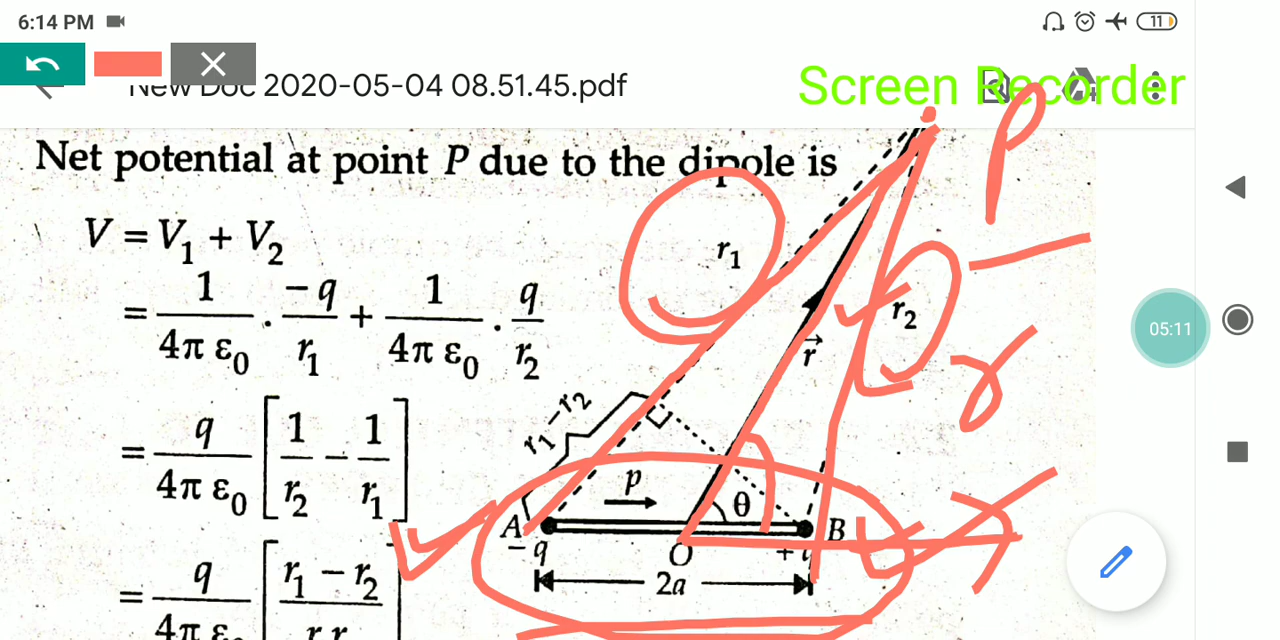 6:14 PM
11
New Doc 2020-05-04 08.51.45.pdf
Screen Recorder
Net potential at point P due to the dipole is
V = V₁ + V₂
= 1/4π ε₀ . −q/r₁ + 1/4π ε₀ . q/r₂
= q/4π ε₀ [1/r₂ − 1/r₁]
= q/4π ε₀ [r₁ − r₂/r r]
P
r₁
r₂
r⃗
r
r₁−r₂
p
θ
A
B
−q
O
+q
2a
05:11